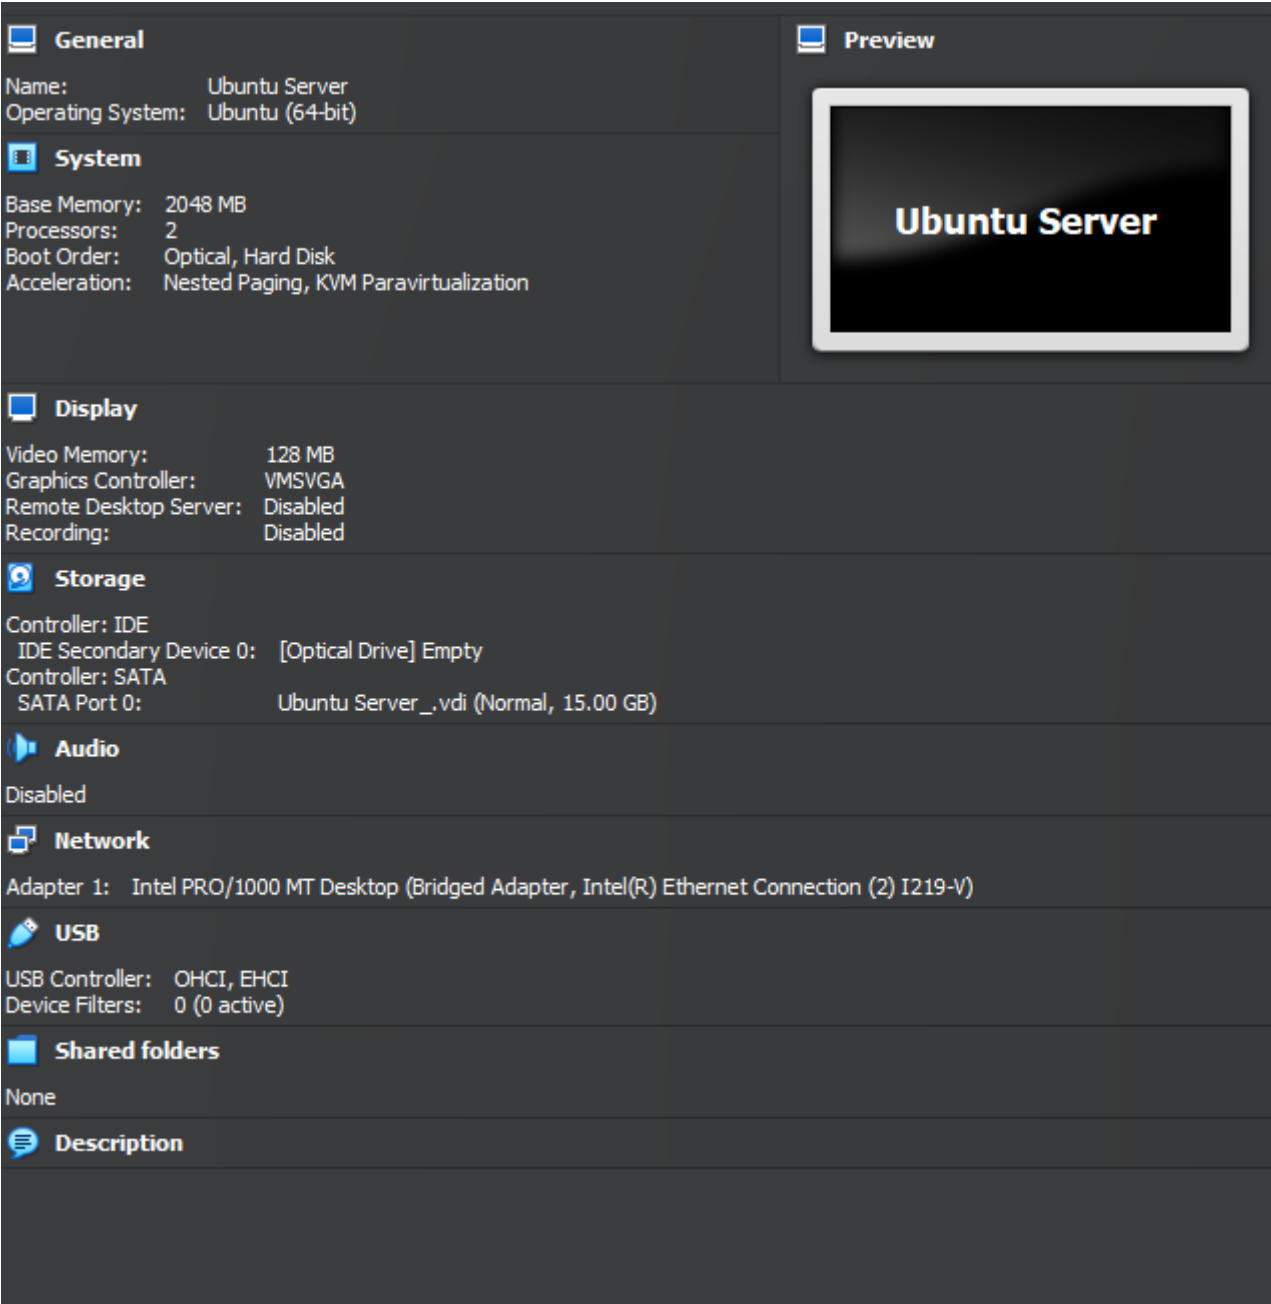 General
Name: Ubuntu Server
Operating System: Ubuntu (64-bit)
System
Base Memory: 2048 MB
Processors: 2
Boot Order: Optical, Hard Disk
Acceleration: Nested Paging, KVM Paravirtualization
Preview
Ubuntu Server
Display
Video Memory: 128 MB
Graphics Controller: VMSVGA
Remote Desktop Server: Disabled
Recording: Disabled
Storage
Controller: IDE
IDE Secondary Device 0: [Optical Drive] Empty
Controller: SATA
SATA Port 0: Ubuntu Server_.vdi (Normal, 15.00 GB)
Audio
Disabled
Network
Adapter 1: Intel PRO/1000 MT Desktop (Bridged Adapter, Intel(R) Ethernet Connection (2) I219-V)
USB
USB Controller: OHCI, EHCI
Device Filters: 0 (0 active)
Shared folders
None
Description